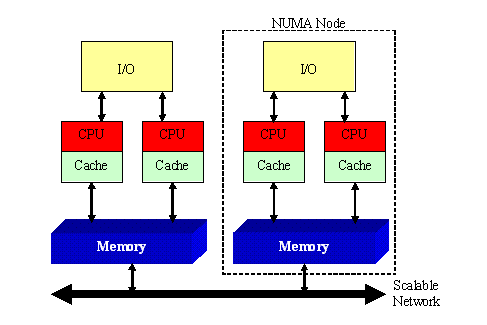 NUMA Node
I/O
I/O
CPU
CPU
CPU
CPU
Cache
Cache
Cache
Cache
Memory
Memory
Scalable
Network